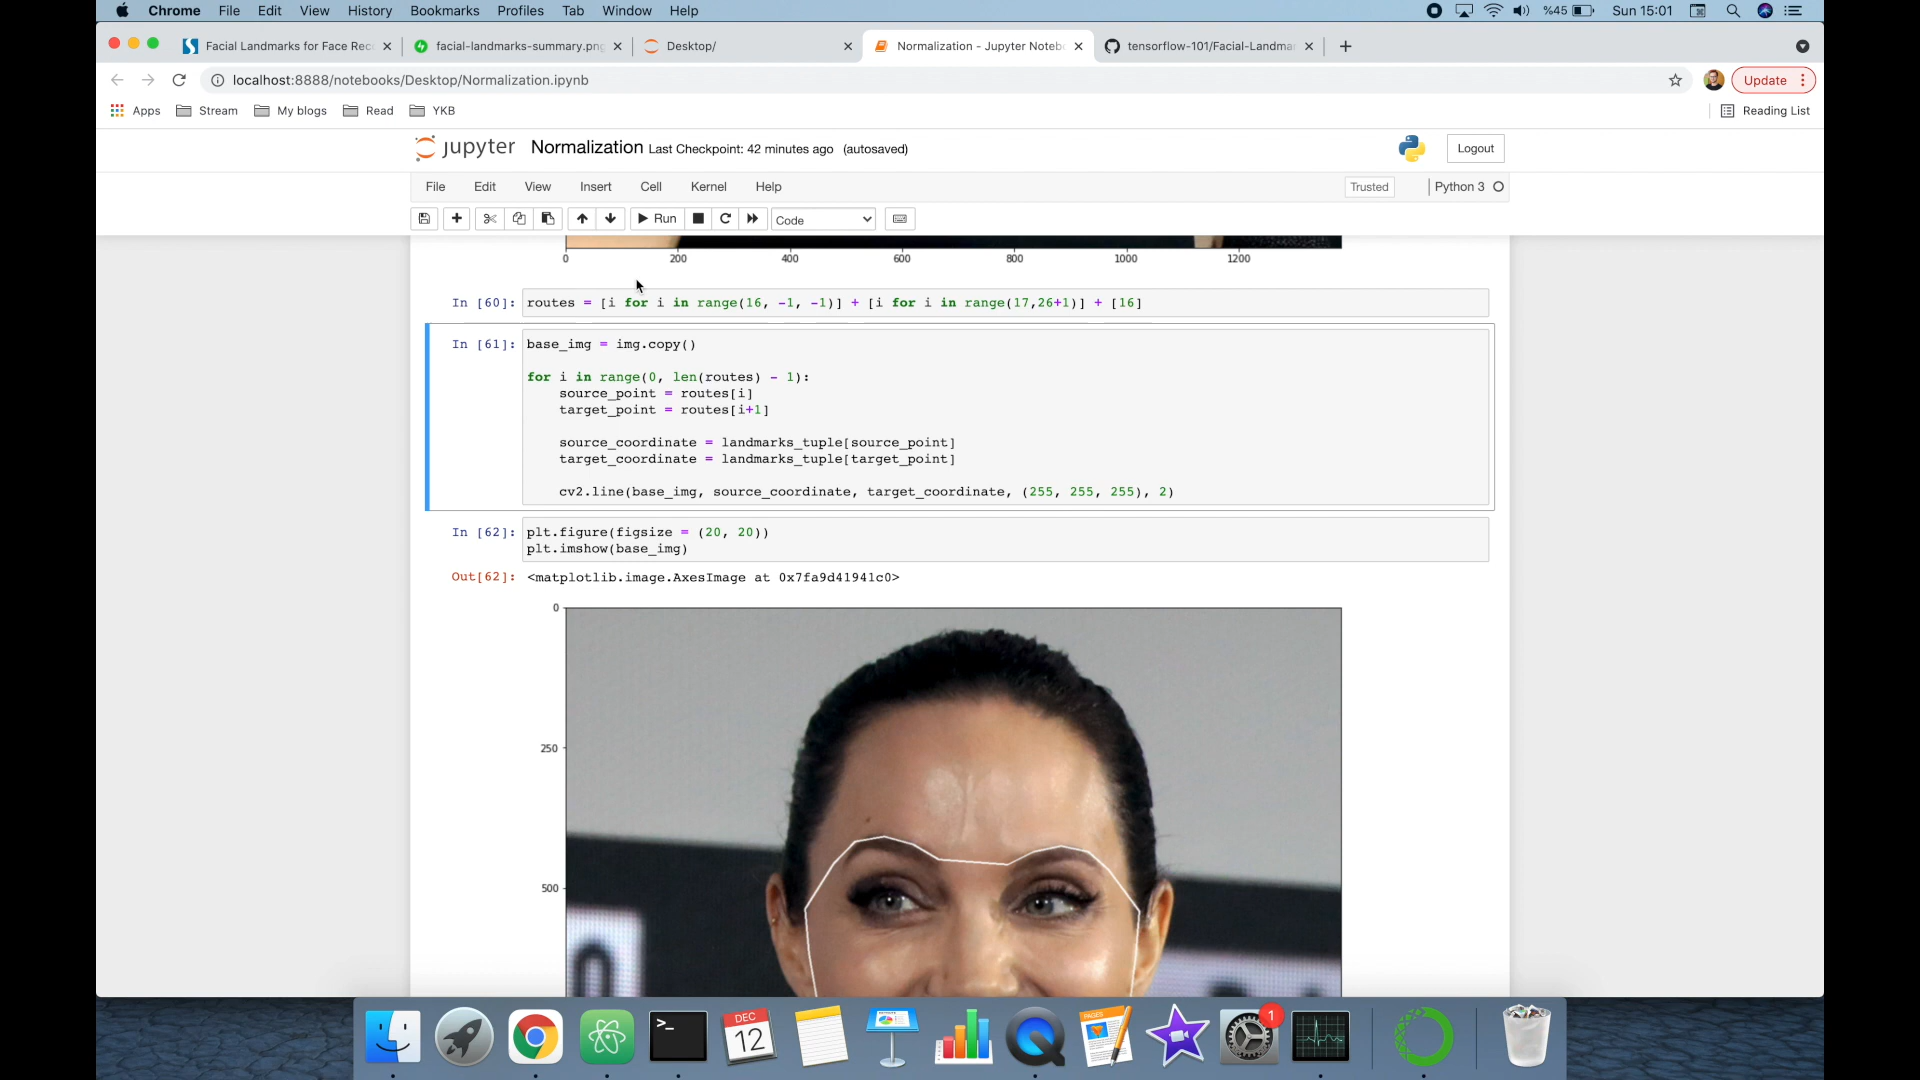 Chrome File Edit View History Bookmarks Profiles Tab Window Help %45 Sun 15:01
Facial Landmarks for Face Rec facial-landmarks-summary.png Desktop/ Normalization - Jupyter Noteb tensorflow-101/Facial-Landma
localhost:8888/notebooks/Desktop/Normalization.ipynb Update
Apps Stream My blogs Read YKB Reading List
jupyter Normalization Last Checkpoint: 42 minutes ago (autosaved) Logout
File Edit View Insert Cell Kernel Help Trusted Python 3
Run Code
0 200 400 600 800 1000 1200
In [60]: routes = [i for i in range(16, -1, -1)] + [i for i in range(17,26+1)] + [16]
In [61]: base_img = img.copy()
for i in range(0, len(routes) - 1):
source_point = routes[i]
target_point = routes[i+1]
source_coordinate = landmarks_tuple[source_point]
target_coordinate = landmarks_tuple[target_point]
cv2.line(base_img, source_coordinate, target_coordinate, (255, 255, 255), 2)
In [62]: plt.figure(figsize = (20, 20))
plt.imshow(base_img)
Out[62]: <matplotlib.image.AxesImage at 0x7fa9d41941c0>
0
250
500
DEC
12
PAGES
1